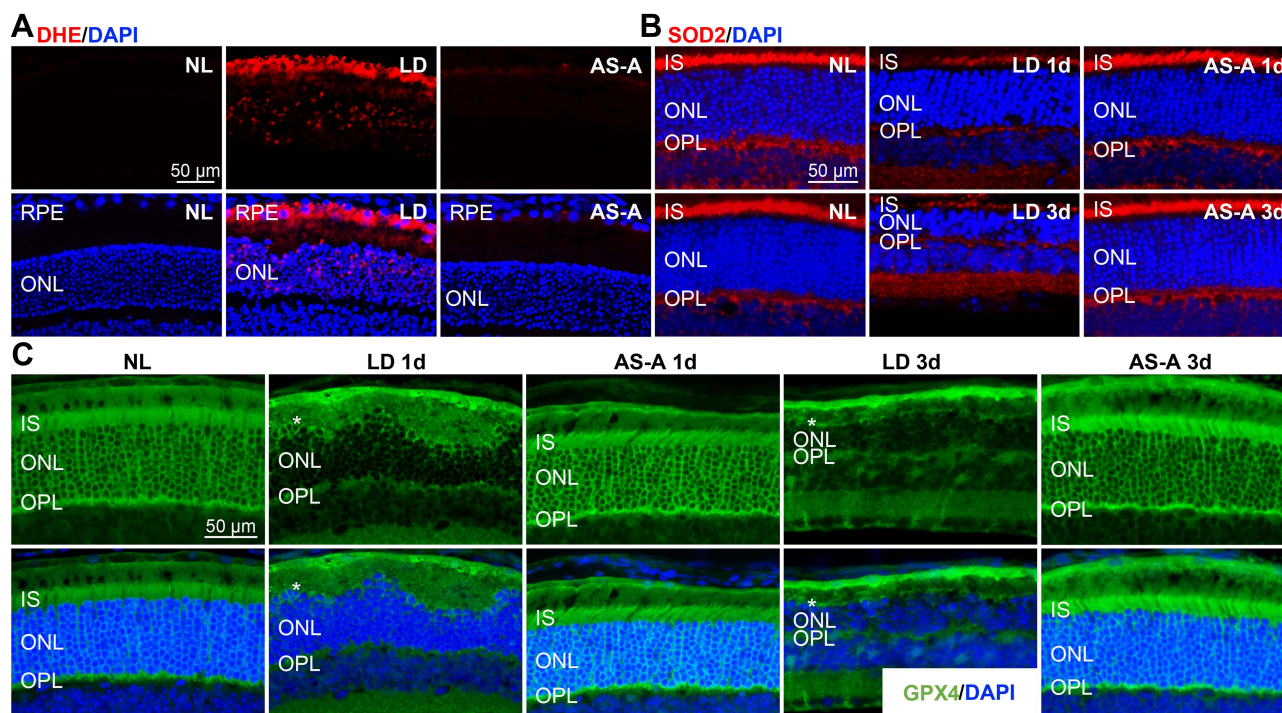 A
DHE/DAPI
NL
LD
AS-A
50 µm
RPE
NL
RPE
LD
RPE
AS-A
ONL
ONL
ONL
B
SOD2/DAPI
IS
NL
IS
LD 1d
IS
AS-A 1d
ONL
ONL
ONL
OPL
OPL
OPL
50 µm
IS
NL
IS
LD 3d
IS
AS-A 3d
ONL
ONL
ONL
OPL
OPL
OPL
C
NL
LD 1d
AS-A 1d
LD 3d
AS-A 3d
IS
*
IS
*
IS
ONL
ONL
ONL
ONL
ONL
OPL
OPL
OPL
OPL
OPL
50 µm
IS
*
IS
*
IS
ONL
ONL
ONL
ONL
ONL
OPL
OPL
OPL
OPL
OPL
GPX4/DAPI